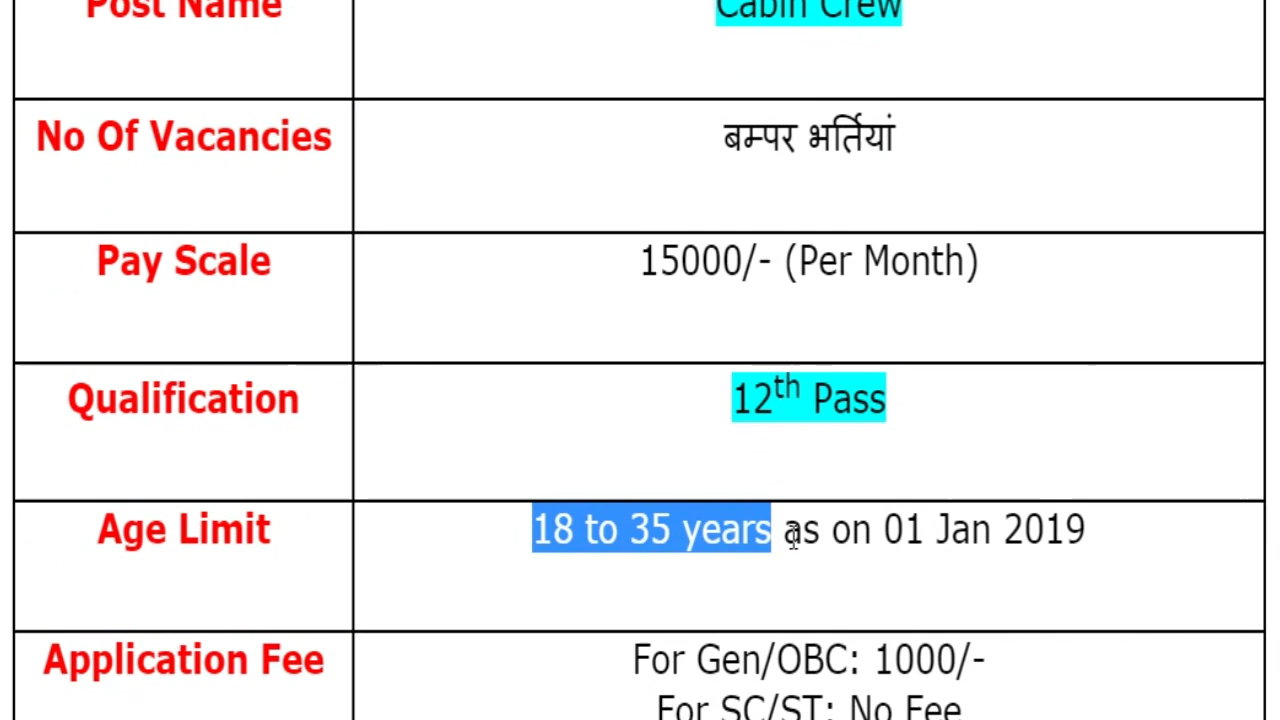 Post Name Cabin Crew
No Of Vacancies बम्पर भर्तियां
Pay Scale 15000/- (Per Month)
Qualification 12th Pass
Age Limit 18 to 35 years as on 01 Jan 2019
Application Fee For Gen/OBC: 1000/-
For SC/ST: No Fee